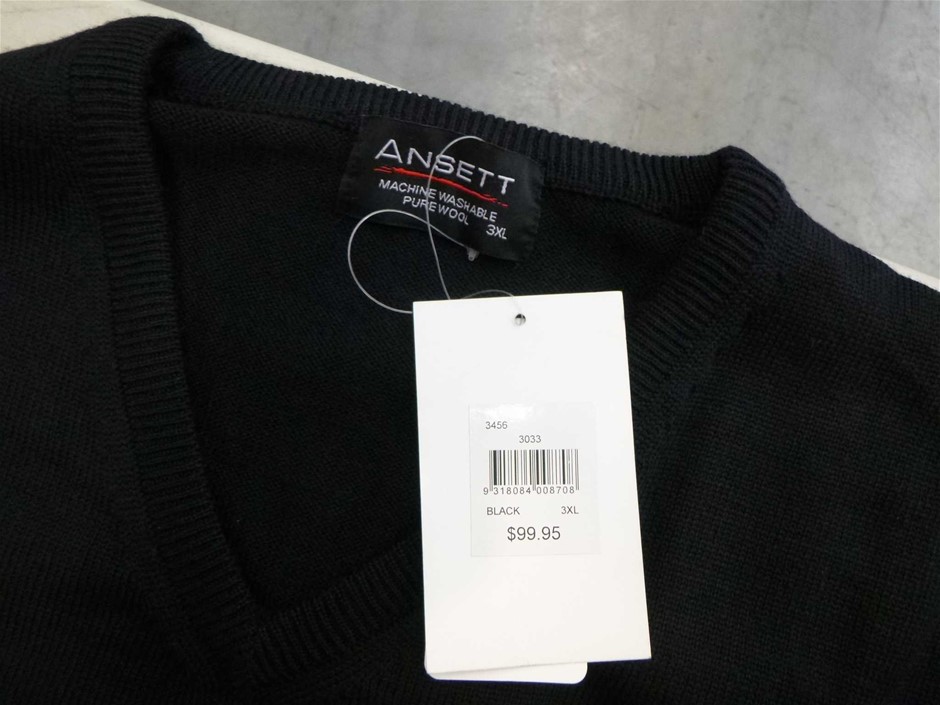 ANSETT
MACHINE WASHABLE
PURE WOOL
3XL
3456
3033
9 318084 008708
BLACK 3XL
$99.95